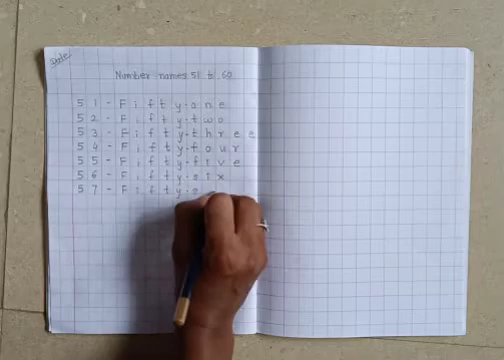 Date:
Number names 51 to 60
51-Fifty-one
52-Fifty-two
53-Fifty-three
54-Fifty-four
55-Fifty-five
56-Fifty-six
57-Fifty-s